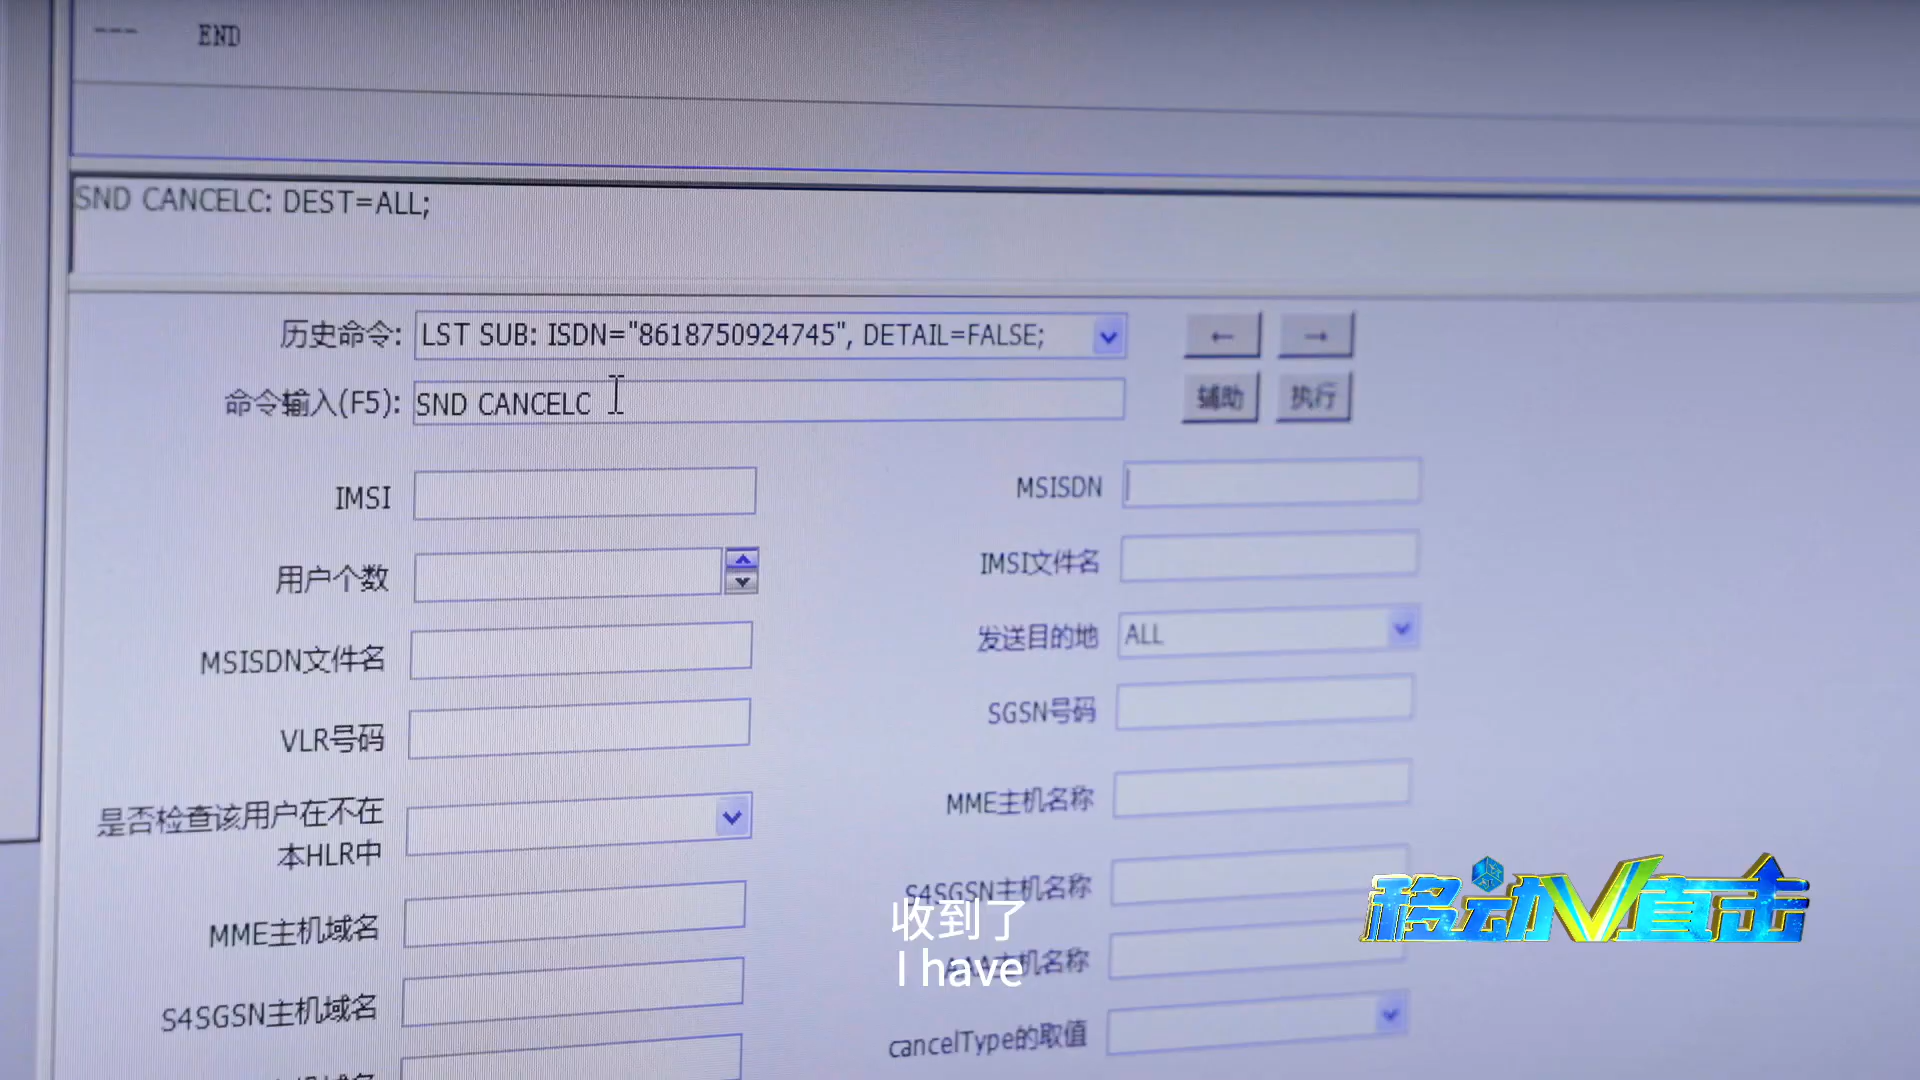 --- END
SND CANCELC: DEST=ALL;
历史命令: LST SUB: ISDN="8618750924745", DETAIL=FALSE; ← →
命令输入(F5): SND CANCELC 辅助 执行
IMSI MSISDN
用户个数 IMSI文件名
MSISDN文件名 发送目的地 ALL
VLR号码 SGSN号码
是否检查该用户在不在
本HLR中
MME主机名称
MME主机域名 S4SGSN主机名称
S4SGSN主机域名 AAA主机名称
cancelType的取值
收到了
I have
移动V直击